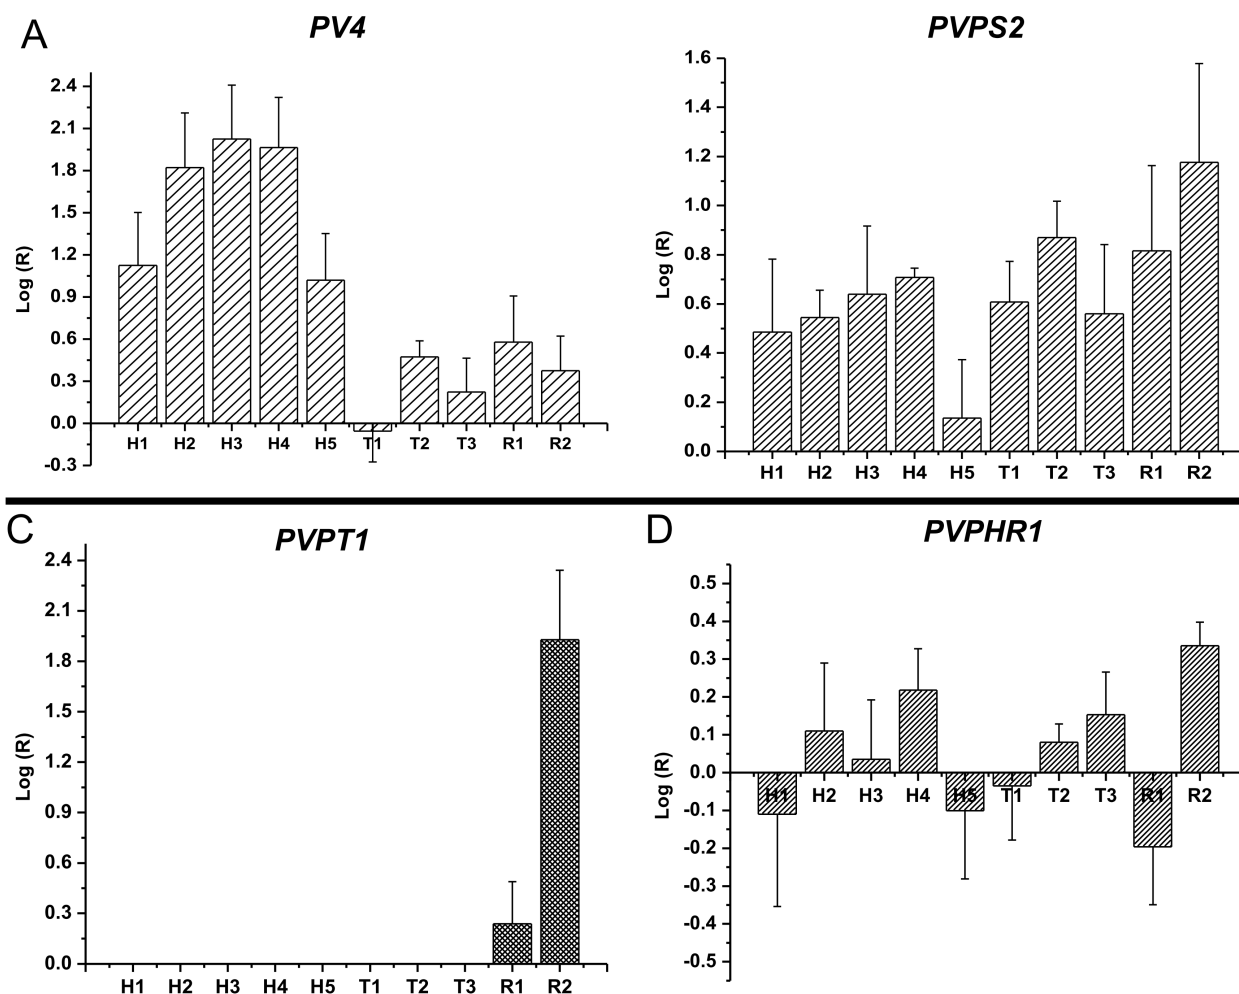 A
PV4
2.4
2.1
1.8
1.5
1.2
0.9
0.6
0.3
0.0
-0.3
Log (R)
H1 H2 H3 H4 H5 T1 T2 T3 R1 R2
PVPS2
1.6
1.4
1.2
1.0
0.8
0.6
0.4
0.2
0.0
Log (R)
H1 H2 H3 H4 H5 T1 T2 T3 R1 R2
C
PVPT1
2.4
2.1
1.8
1.5
1.2
0.9
0.6
0.3
0.0
Log (R)
H1 H2 H3 H4 H5 T1 T2 T3 R1 R2
D
PVPHR1
0.5
0.4
0.3
0.2
0.1
0.0
-0.1
-0.2
-0.3
-0.4
-0.5
Log (R)
H1 H2 H3 H4 H5 T1 T2 T3 R1 R2